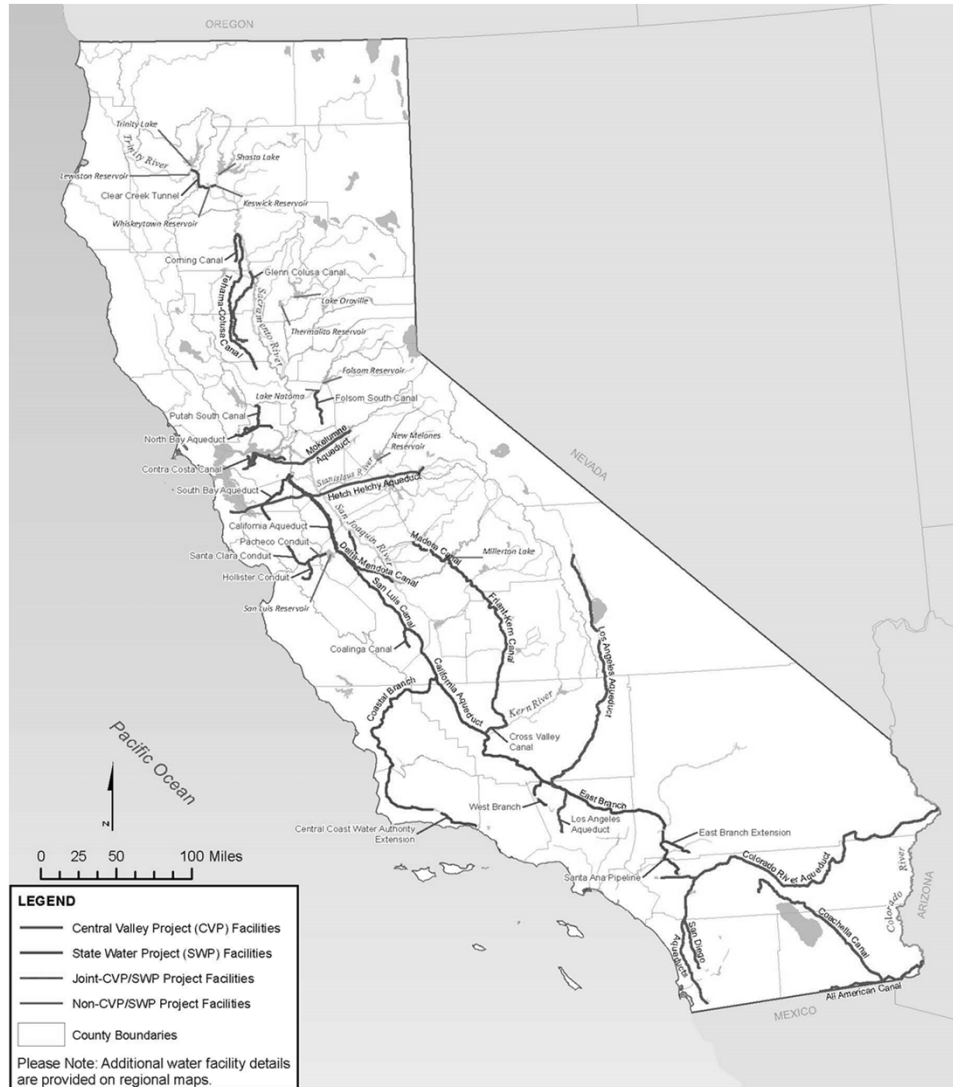 OREGON
Trinity Lake
Trinity River
Shasta Lake
Lewiston Reservoir
Clear Creek Tunnel
Keswick Reservoir
Whiskeytown Reservoir
Corning Canal
Glenn Colusa Canal
Tehama-Colusa Canal
Sacramento River
Lake Oroville
Thermalito Reservoir
Folsom Reservoir
Lake Natoma
Folsom South Canal
Putah South Canal
North Bay Aqueduct
Mokelumne
Aqueduct
New Melones
Reservoir
NEVADA
Contra Costa Canal
Stanislaus River
South Bay Aqueduct
Hetch Hetchy Aqueduct
California Aqueduct
San Joaquin River
Pacheco Conduit
Madera Canal
Millerton Lake
Santa Clara Conduit
Delta-Mendota Canal
Hollister Conduit
San Luis Canal
San Luis Reservoir
Friant-Kern Canal
Coalinga Canal
Los Angeles Aqueduct
Coastal Branch
California Aqueduct
Kern River
Cross Valley
Canal
Pacific Ocean
N
West Branch
East Branch
Los Angeles
Aqueduct
Central Coast Water Authority
Extension
East Branch Extension
0 25 50 100 Miles
Santa Ana Pipeline
Colorado River Aqueduct
Colorado River
ARIZONA
Coachella Canal
San Diego
Aqueducts
All American Canal
MEXICO
LEGEND
Central Valley Project (CVP) Facilities
State Water Project (SWP) Facilities
Joint-CVP/SWP Project Facilities
Non-CVP/SWP Project Facilities
County Boundaries
Please Note: Additional water facility details
are provided on regional maps.